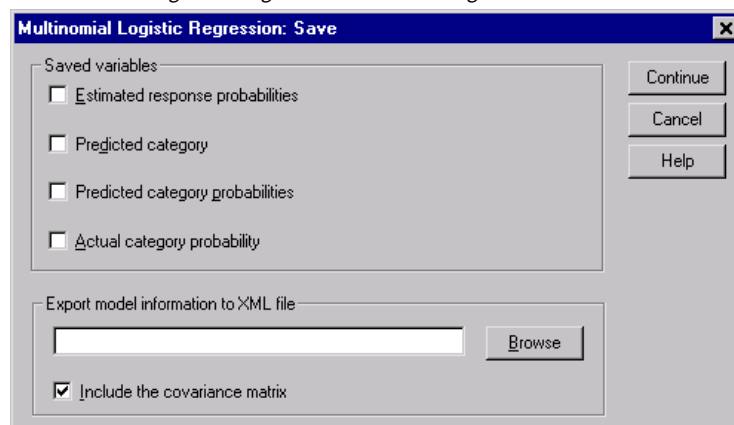 Multinomial Logistic Regression: Save
Saved variables
Estimated response probabilities
Predicted category
Predicted category probabilities
Actual category probability
Continue
Cancel
Help
Export model information to XML file
Browse
Include the covariance matrix